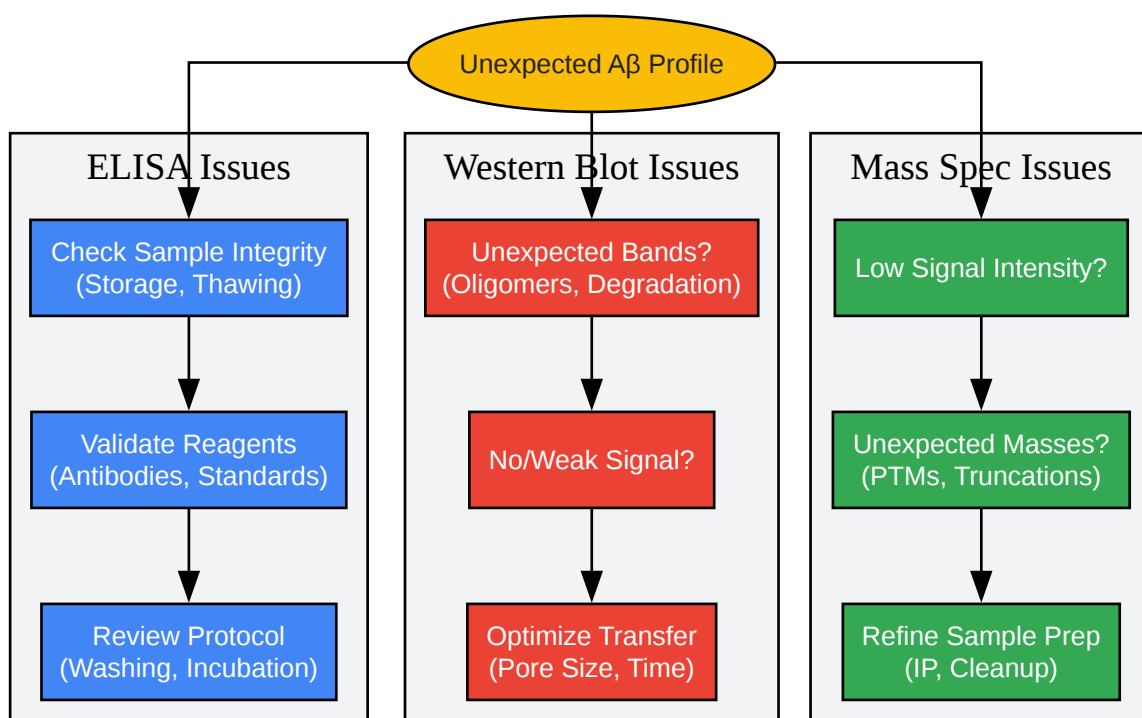 Unexpected Aβ Profile
ELISA Issues
Check Sample Integrity
(Storage, Thawing)
Validate Reagents
(Antibodies, Standards)
Review Protocol
(Washing, Incubation)
Western Blot Issues
Unexpected Bands?
(Oligomers, Degradation)
No/Weak Signal?
Optimize Transfer
(Pore Size, Time)
Mass Spec Issues
Low Signal Intensity?
Unexpected Masses?
(PTMs, Truncations)
Refine Sample Prep
(IP, Cleanup)